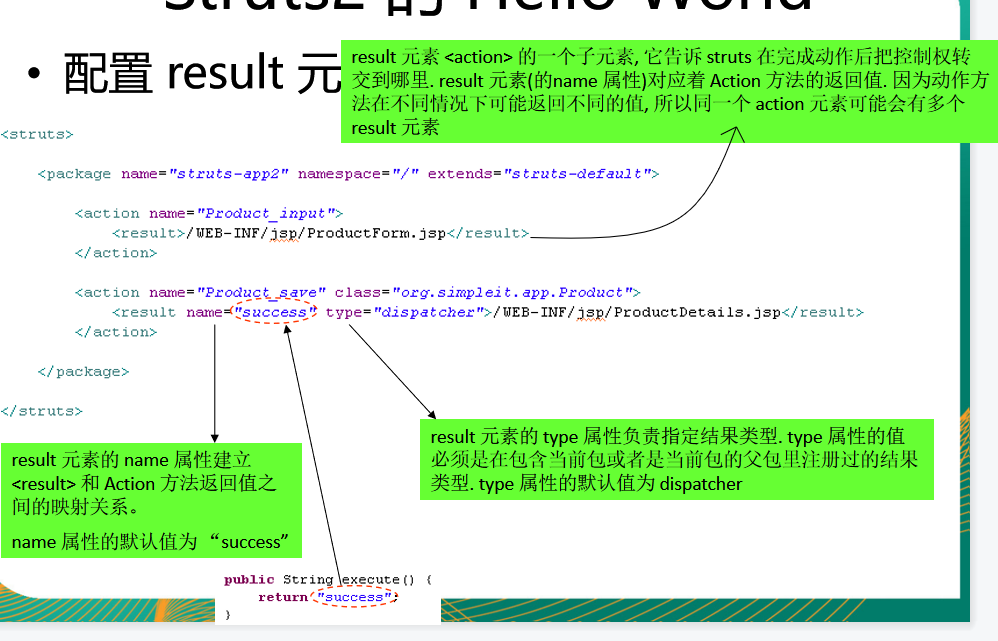 Struts2 的 Hello World
• 配置 result 元
result 元素 <action> 的一个子元素, 它告诉 struts 在完成动作后把控制权转
交到哪里. result 元素(的name 属性)对应着 Action 方法的返回值. 因为动作方
法在不同情况下可能返回不同的值, 所以同一个 action 元素可能会有多个
result 元素
<struts>
<package name="struts-app2" namespace="/" extends="struts-default">
<action name="Product_input">
<result>/WEB-INF/jsp/ProductForm.jsp</result>
</action>
<action name="Product_save" class="org.simpleit.app.Product">
<result name="success" type="dispatcher">/WEB-INF/jsp/ProductDetails.jsp</result>
</action>
</package>
</struts>
result 元素的 name 属性建立
<result> 和 Action 方法返回值之
间的映射关系。
name 属性的默认值为 “success”
result 元素的 type 属性负责指定结果类型. type 属性的值
必须是在包含当前包或者是当前包的父包里注册过的结果
类型. type 属性的默认值为 dispatcher
public String execute() {
return "success";
}